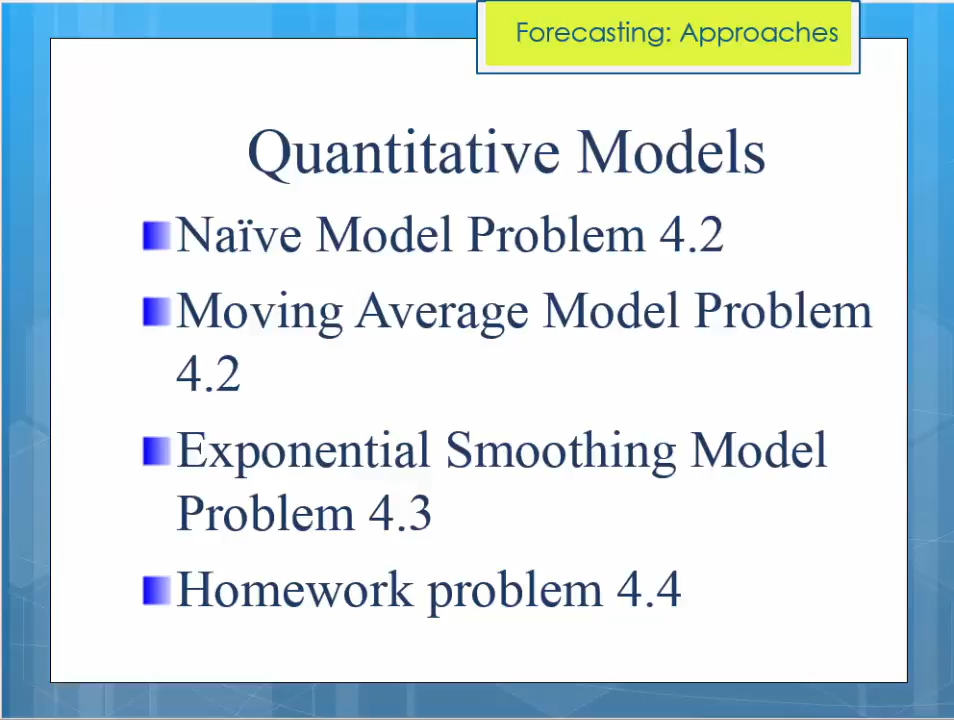 Forecasting: Approaches
Quantitative Models
Naïve Model Problem 4.2
Moving Average Model Problem
4.2
Exponential Smoothing Model
Problem 4.3
Homework problem 4.4